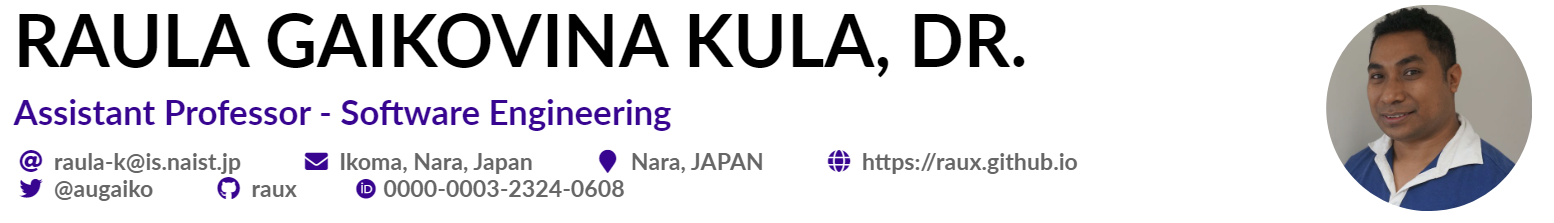 RAULA GAIKOVINA KULA, DR.
Assistant Professor - Software Engineering
raula-k@is.naist.jp Ikoma, Nara, Japan Nara, JAPAN https://raux.github.io
@augaiko raux iD 0000-0003-2324-0608